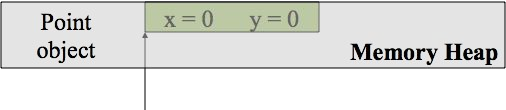 Point
object
x = 0 y = 0
Memory Heap